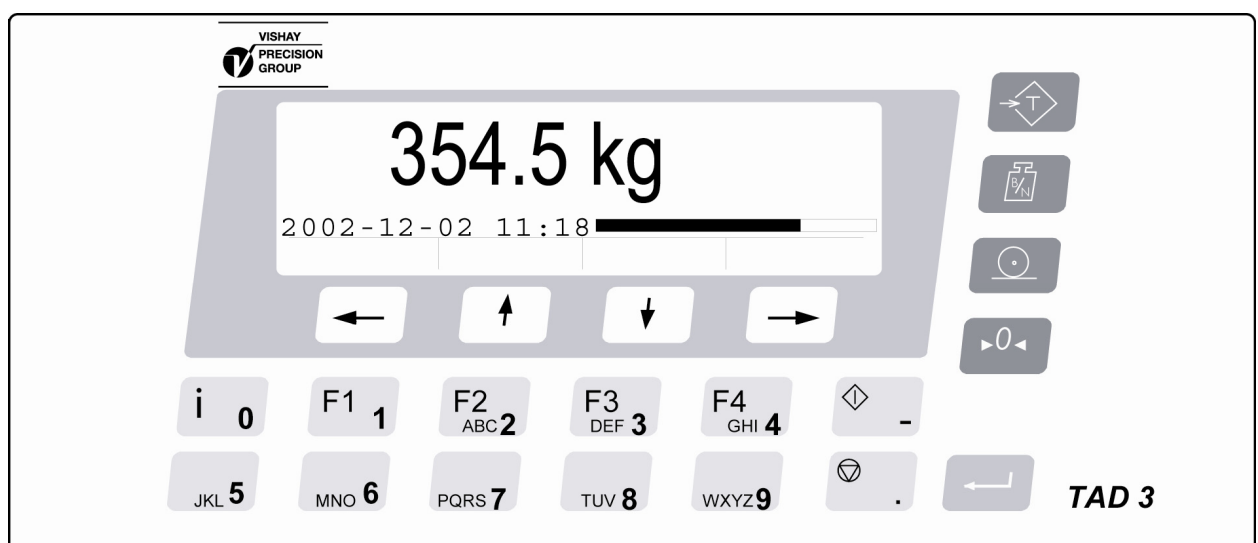 VISHAY
PRECISION
GROUP
354.5 kg
2002-12-02 11:18
T
B/N
0
i 0
F1 1
F2 ABC 2
F3 DEF 3
F4 GHI 4
-
JKL 5
MNO 6
PQRS 7
TUV 8
WXYZ 9
.
TAD 3